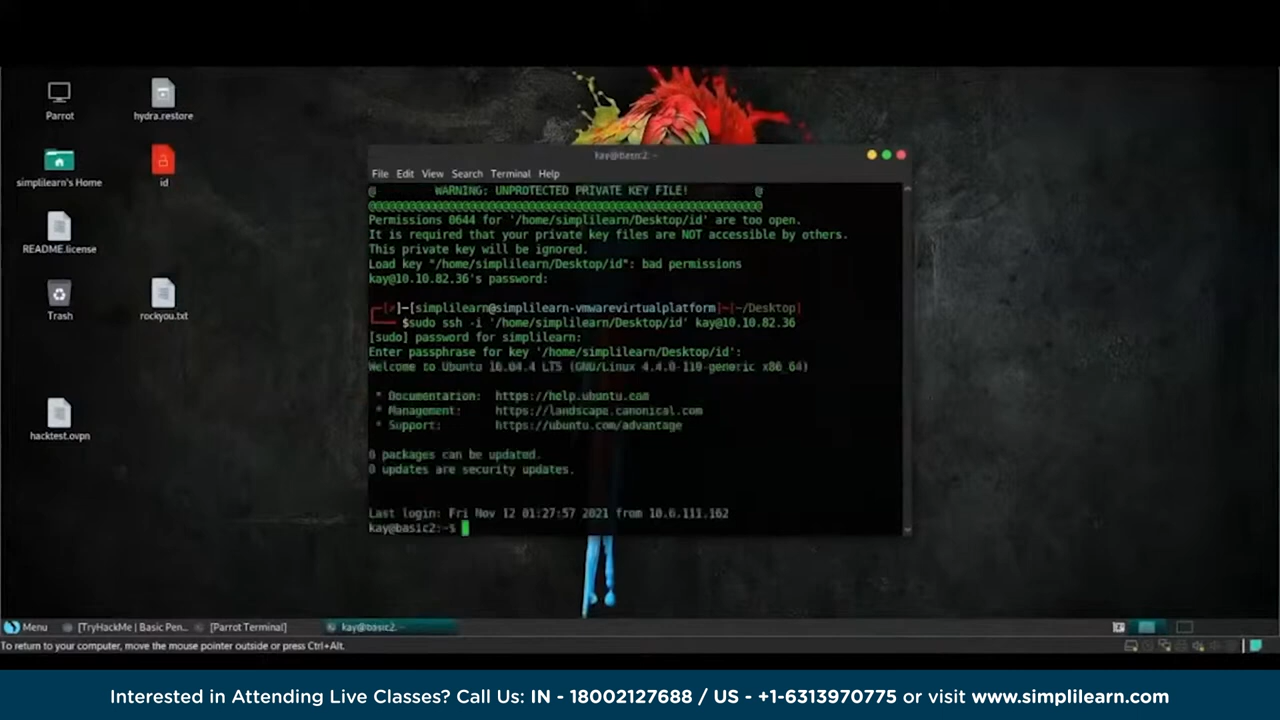 Parrot
hydra.restore
simplilearn's Home
id
README.license
Trash
rockyou.txt
hacktest.ovpn
kay@basic2: ~
File Edit View Search Terminal Help
@ WARNING: UNPROTECTED PRIVATE KEY FILE! @
@@@@@@@@@@@@@@@@@@@@@@@@@@@@@@@@@@@@@@@@@@@@@@@@@@@@@@@@@@@
Permissions 0644 for '/home/simplilearn/Desktop/id' are too open.
It is required that your private key files are NOT accessible by others.
This private key will be ignored.
Load key "/home/simplilearn/Desktop/id": bad permissions
kay@10.10.82.36's password:
┌─[✗]─[simplilearn@simplilearn-vmwarevirtualplatform]─[~/Desktop]
└──╼ $sudo ssh -i '/home/simplilearn/Desktop/id' kay@10.10.82.36
[sudo] password for simplilearn:
Enter passphrase for key '/home/simplilearn/Desktop/id':
Welcome to Ubuntu 16.04.4 LTS (GNU/Linux 4.4.0-119-generic x86_64)
* Documentation: https://help.ubuntu.com
* Management: https://landscape.canonical.com
* Support: https://ubuntu.com/advantage
0 packages can be updated.
0 updates are security updates.
Last login: Fri Nov 12 01:27:57 2021 from 10.6.111.162
kay@basic2:~$
Menu [TryHackMe | Basic Pen... [Parrot Terminal] kay@basic2: ~
To return to your computer, move the mouse pointer outside or press Ctrl+Alt.
Interested in Attending Live Classes? Call Us: IN - 18002127688 / US - +1-6313970775 or visit www.simplilearn.com